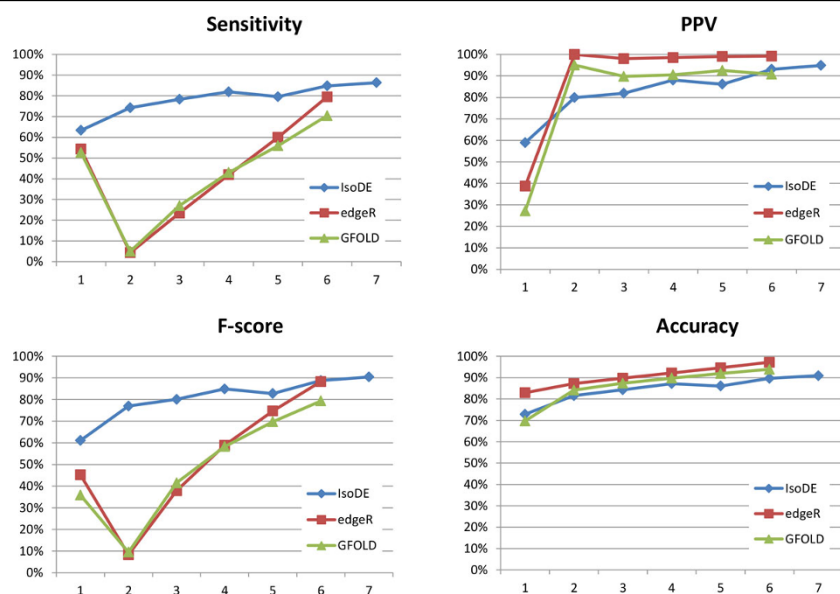 Sensitivity
100%
90%
80%
70%
60%
50%
40%
30%
20%
10%
0%
1 2 3 4 5 6 7
IsoDE
edgeR
GFOLD
PPV
100%
90%
80%
70%
60%
50%
40%
30%
20%
10%
0%
1 2 3 4 5 6 7
IsoDE
edgeR
GFOLD
F-score
100%
90%
80%
70%
60%
50%
40%
30%
20%
10%
0%
1 2 3 4 5 6 7
IsoDE
edgeR
GFOLD
Accuracy
100%
90%
80%
70%
60%
50%
40%
30%
20%
10%
0%
1 2 3 4 5 6 7
IsoDE
edgeR
GFOLD